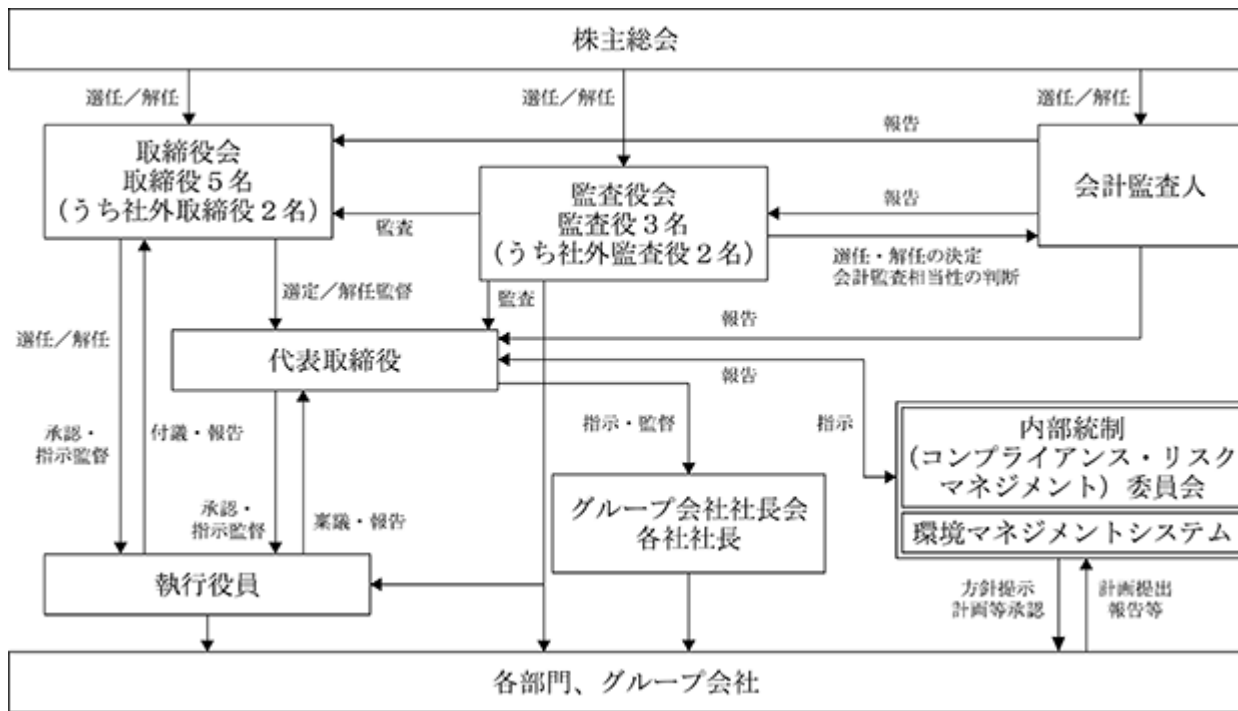 株主総会
選任／解任
選任／解任
選任／解任
取締役会
取締役５名
(うち社外取締役２名)
報告
会計監査人
監査役会
監査役３名
(うち社外監査役２名)
監査
報告
選任・解任の決定
会計監査相当性の判断
選定／解任監督
監査
選任／解任
報告
代表取締役
報告
指示・監督
指示
承認・
指示監督
付議・報告
内部統制
(コンプライアンス・リスク
マネジメント) 委員会
環境マネジメントシステム
グループ会社社長会
各社社長
承認・
指示監督
稟議・報告
執行役員
方針提示
計画等承認
計画提出
報告等
各部門、グループ会社